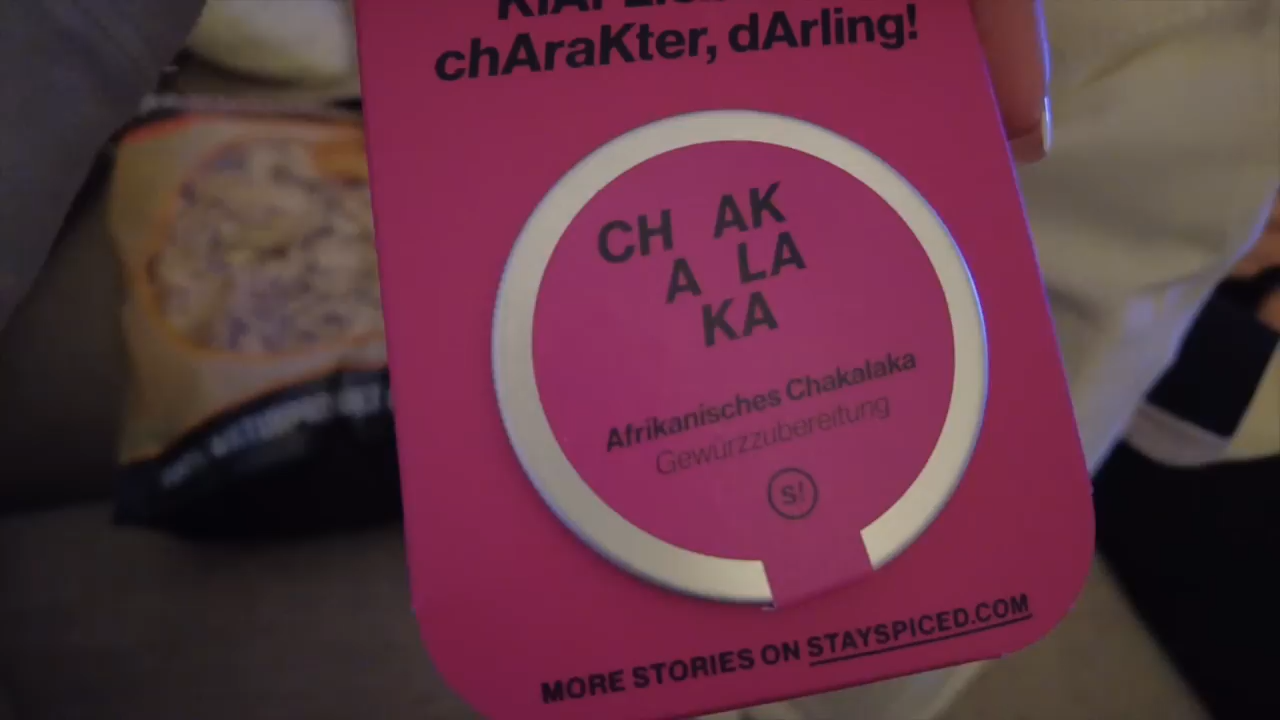 chAraKter, dArling!
CH AK
A LA
KA
Afrikanisches Chakalaka
Gewürzzubereitung
s!
MORE STORIES ON STAYSPICED.COM